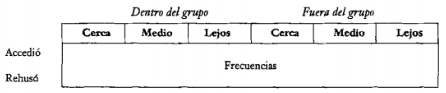 Dentro del grupo Fuera del grupo
Cerca Medio Lejos Cerca Medio Lejos
Accedió
Frecuencias
Rehusó